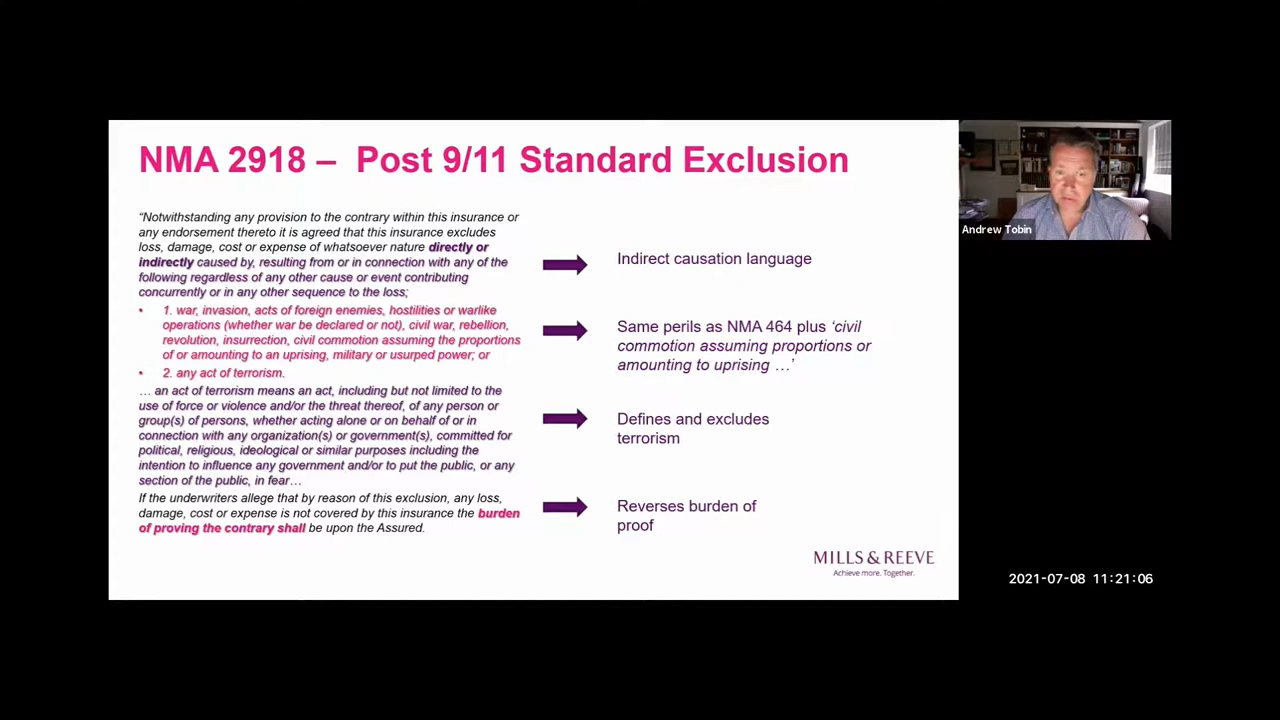 NMA 2918 – Post 9/11 Standard Exclusion
“Notwithstanding any provision to the contrary within this insurance or
any endorsement thereto it is agreed that this insurance excludes
loss, damage, cost or expense of whatsoever nature directly or
indirectly caused by, resulting from or in connection with any of the
following regardless of any other cause or event contributing
concurrently or in any other sequence to the loss;
• 1. war, invasion, acts of foreign enemies, hostilities or warlike
operations (whether war be declared or not), civil war, rebellion,
revolution, insurrection, civil commotion assuming the proportions
of or amounting to an uprising, military or usurped power; or
• 2. any act of terrorism.
… an act of terrorism means an act, including but not limited to the
use of force or violence and/or the threat thereof, of any person or
group(s) of persons, whether acting alone or on behalf of or in
connection with any organization(s) or government(s), committed for
political, religious, ideological or similar purposes including the
intention to influence any government and/or to put the public, or any
section of the public, in fear…
If the underwriters allege that by reason of this exclusion, any loss,
damage, cost or expense is not covered by this insurance the burden
of proving the contrary shall be upon the Assured.
Indirect causation language
Same perils as NMA 464 plus ‘civil
commotion assuming proportions or
amounting to uprising …’
Defines and excludes
terrorism
Reverses burden of
proof
MILLS & REEVE
Achieve more. Together.
Andrew Tobin
2021-07-08 11:21:06